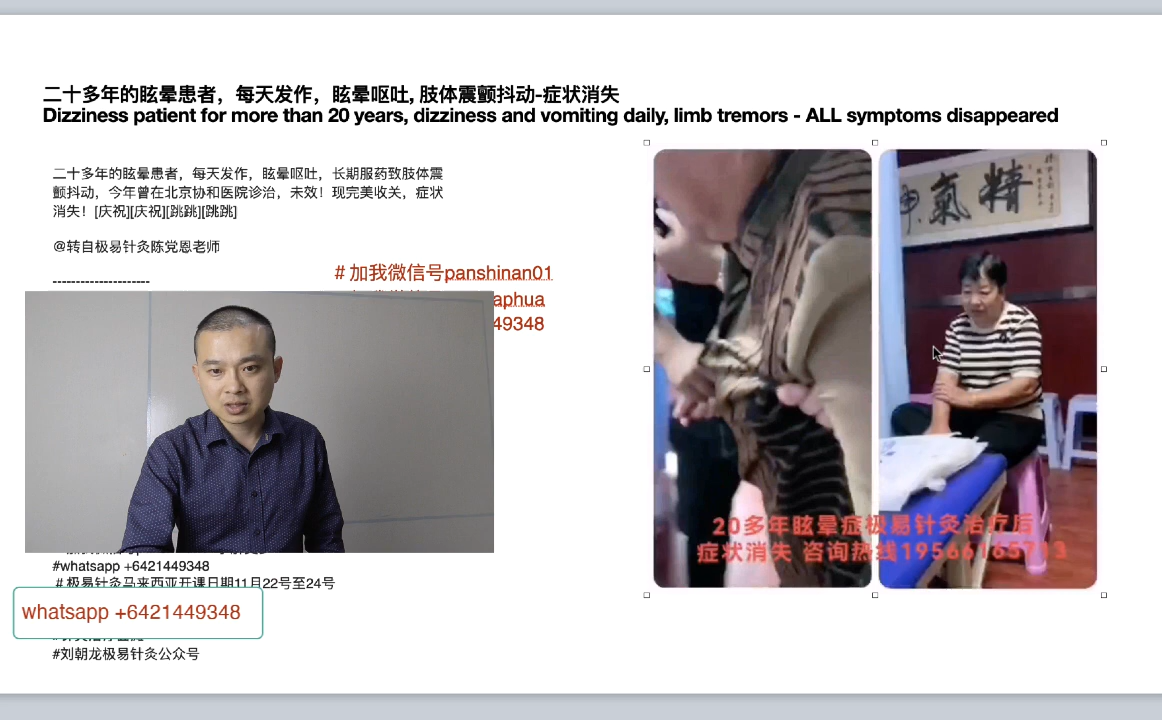 二十多年的眩晕患者，每天发作，眩晕呕吐, 肢体震颤抖动-症状消失
Dizziness patient for more than 20 years, dizziness and vomiting daily, limb tremors - ALL symptoms disappeared
二十多年的眩晕患者，每天发作，眩晕呕吐，长期服药致肢体震
颤抖动，今年曾在北京协和医院诊治，未效！现完美收关，症状
消失！[庆祝][庆祝][跳跳][跳跳]
@转自极易针灸陈党恩老师
---------------------
# 加我微信号panshinan01
aphua
49348
精
氣
神
20多年眩晕症极易针灸治疗后
症状消失 咨询热线19566165713
#whatsapp +6421449348
# 极易针灸马来西亚开课日期11月22号至24号
whatsapp +6421449348
#刘朝龙极易针灸公众号